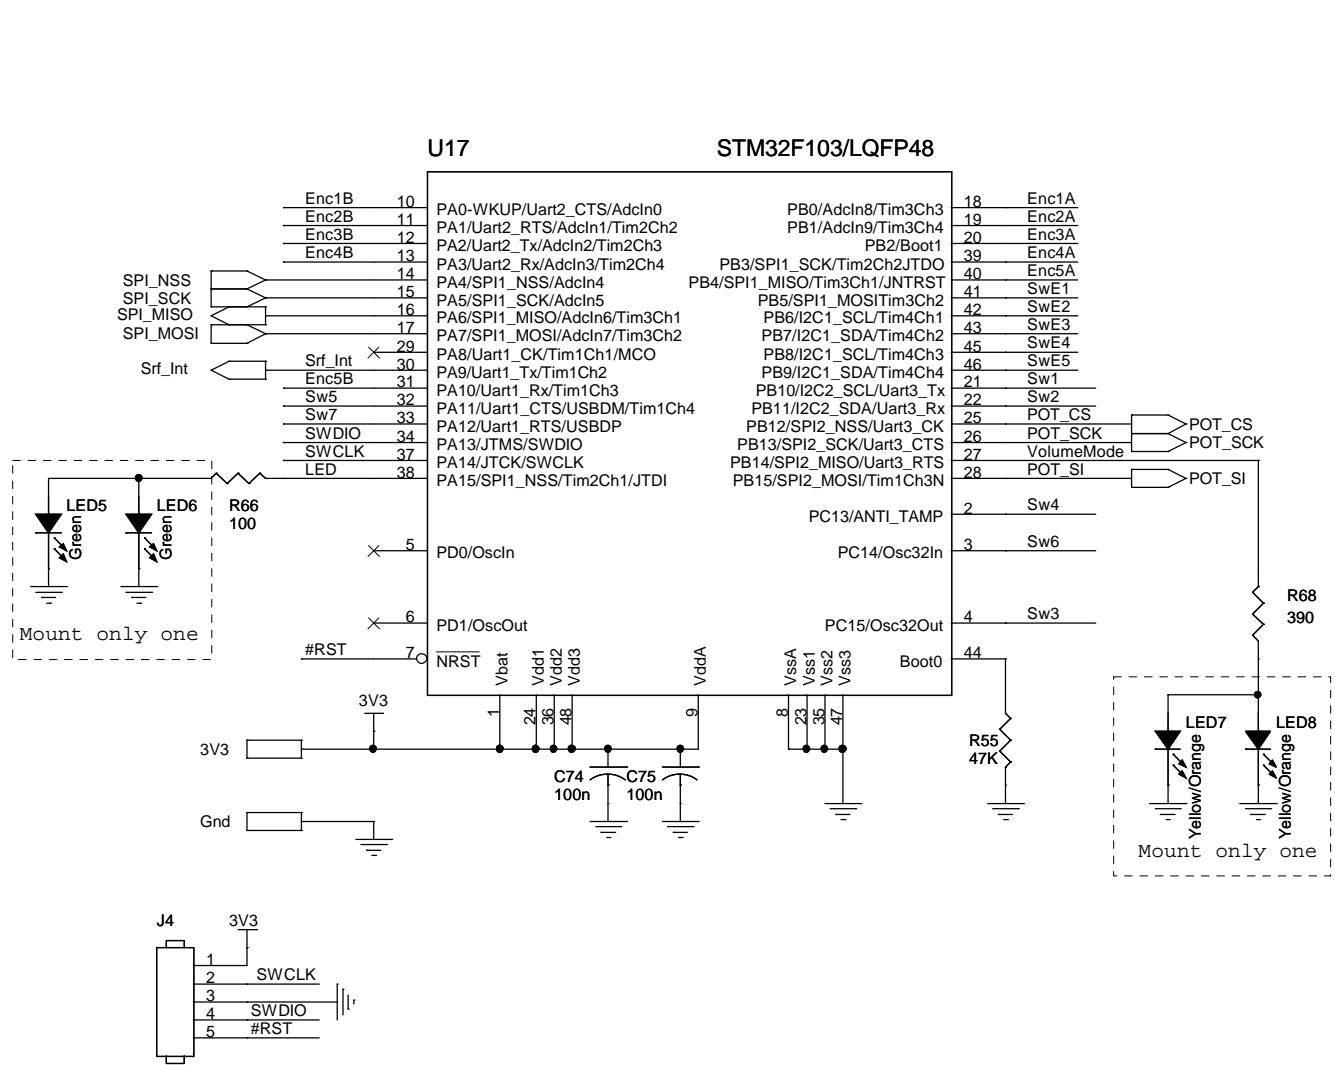 U17 STM32F103/LQFP48
Enc1B 10 PA0-WKUP/Uart2_CTS/AdcIn0 PB0/AdcIn8/Tim3Ch3 18 Enc1A
Enc2B 11 PA1/Uart2_RTS/AdcIn1/Tim2Ch2 PB1/AdcIn9/Tim3Ch4 19 Enc2A
Enc3B 12 PA2/Uart2_Tx/AdcIn2/Tim2Ch3 PB2/Boot1 20 Enc3A
Enc4B 13 PA3/Uart2_Rx/AdcIn3/Tim2Ch4 PB3/SPI1_SCK/Tim2Ch2JTDO 39 Enc4A
SPI_NSS 14 PA4/SPI1_NSS/AdcIn4 PB4/SPI1_MISO/Tim3Ch1/JNTRST 40 Enc5A
SPI_SCK 15 PA5/SPI1_SCK/AdcIn5 PB5/SPI1_MOSITim3Ch2 41 SwE1
SPI_MISO 16 PA6/SPI1_MISO/AdcIn6/Tim3Ch1 PB6/I2C1_SCL/Tim4Ch1 42 SwE2
SPI_MOSI 17 PA7/SPI1_MOSI/AdcIn7/Tim3Ch2 PB7/I2C1_SDA/Tim4Ch2 43 SwE3
29 PA8/Uart1_CK/Tim1Ch1/MCO PB8/I2C1_SCL/Tim4Ch3 45 SwE4
Srf_Int Srf_Int 30 PA9/Uart1_Tx/Tim1Ch2 PB9/I2C1_SDA/Tim4Ch4 46 SwE5
Enc5B 31 PA10/Uart1_Rx/Tim1Ch3 PB10/I2C2_SCL/Uart3_Tx 21 Sw1
Sw5 32 PA11/Uart1_CTS/USBDM/Tim1Ch4 PB11/I2C2_SDA/Uart3_Rx 22 Sw2
Sw7 33 PA12/Uart1_RTS/USBDP PB12/SPI2_NSS/Uart3_CK 25 POT_CS POT_CS
SWDIO 34 PA13/JTMS/SWDIO PB13/SPI2_SCK/Uart3_CTS 26 POT_SCK POT_SCK
SWCLK 37 PA14/JTCK/SWCLK PB14/SPI2_MISO/Uart3_RTS 27 VolumeMode
LED 38 PA15/SPI1_NSS/Tim2Ch1/JTDI PB15/SPI2_MOSI/Tim1Ch3N 28 POT_SI POT_SI
LED5 Green LED6 Green R66
100
PC13/ANTI_TAMP 2 Sw4
5 PD0/OscIn PC14/Osc32In 3 Sw6
R68
390
6 PD1/OscOut PC15/Osc32Out 4 Sw3
Mount only one
#RST 7 NRST Boot0 44
Vbat Vdd1 Vdd2 Vdd3 VddA VssA Vss1 Vss2 Vss3
1 24 36 48 9 8 23 35 47
3V3
3V3
C74
100n
C75
100n
R55
47K
LED7 Yellow/Orange LED8 Yellow/Orange
Gnd
Mount only one
J4 3V3
1
2 SWCLK
3
4 SWDIO
5 #RST